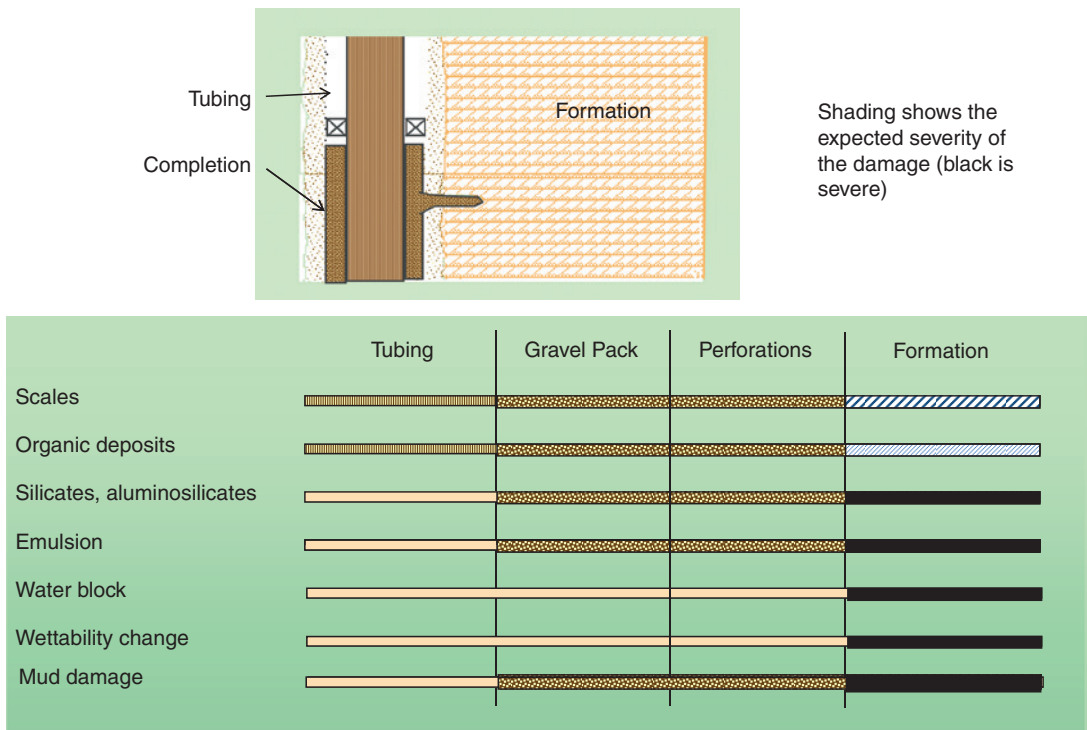 Tubing
Completion
Formation
Shading shows the
expected severity of
the damage (black is
severe)
Tubing
Gravel Pack
Perforations
Formation
Scales
Organic deposits
Silicates, aluminosilicates
Emulsion
Water block
Wettability change
Mud damage